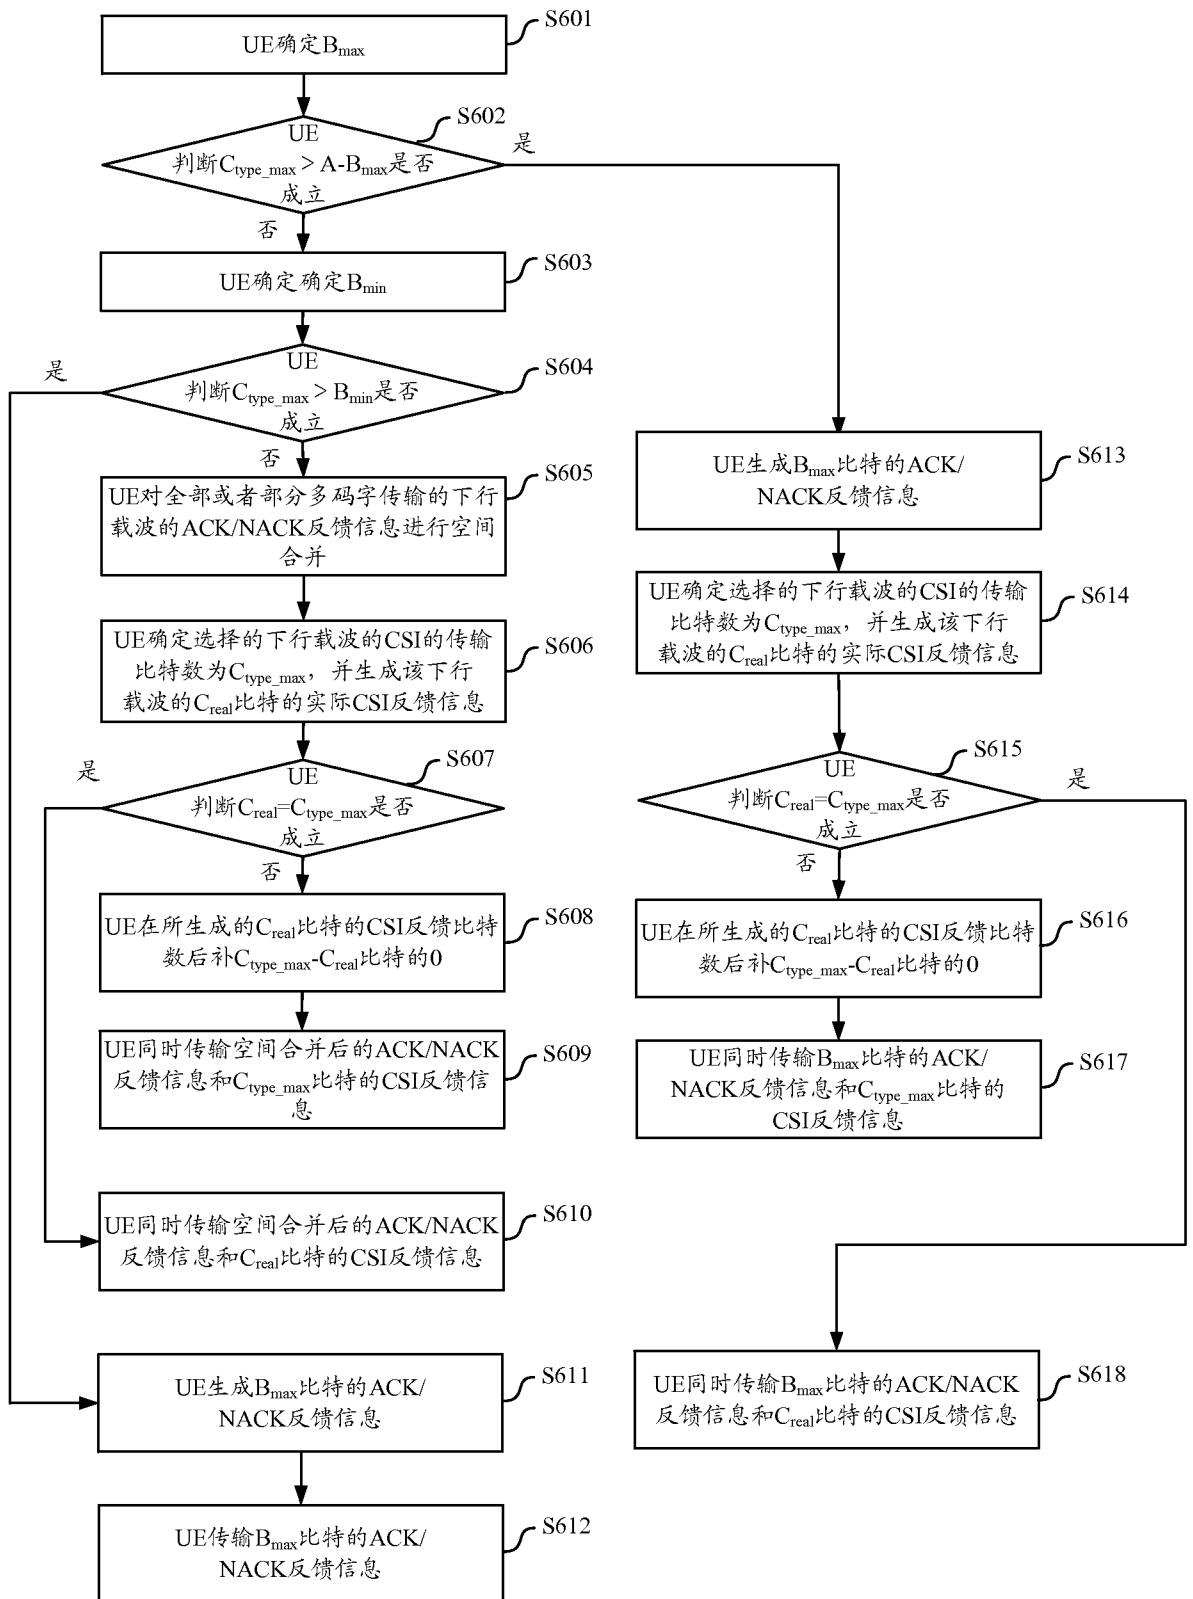 S601
UE确定Bmax
S602
UE
判断Ctype_max > A-Bmax是否
成立
是
否
S603
UE确定确定Bmin
S604
UE
判断Ctype_max > Bmin是否
成立
是
否
S605
UE对全部或者部分多码字传输的下行
载波的ACK/NACK反馈信息进行空间
合并
S606
UE确定选择的下行载波的CSI的传输
比特数为Ctype_max，并生成该下行
载波的Creal比特的实际CSI反馈信息
S607
UE
判断Creal=Ctype_max是否
成立
是
否
S608
UE在所生成的Creal比特的CSI反馈比特
数后补Ctype_max-Creal比特的0
S609
UE同时传输空间合并后的ACK/NACK
反馈信息和Ctype_max比特的CSI反馈信
息
S610
UE同时传输空间合并后的ACK/NACK
反馈信息和Creal比特的CSI反馈信息
S611
UE生成Bmax比特的ACK/
NACK反馈信息
S612
UE传输Bmax比特的ACK/
NACK反馈信息
S613
UE生成Bmax比特的ACK/
NACK反馈信息
S614
UE确定选择的下行载波的CSI的传输
比特数为Ctype_max，并生成该下行
载波的Creal比特的实际CSI反馈信息
S615
UE
判断Creal=Ctype_max是否
成立
是
否
S616
UE在所生成的Creal比特的CSI反馈比特
数后补Ctype_max-Creal比特的0
S617
UE同时传输Bmax比特的ACK/
NACK反馈信息和Ctype_max比特的
CSI反馈信息
S618
UE同时传输Bmax比特的ACK/NACK
反馈信息和Creal比特的CSI反馈信息